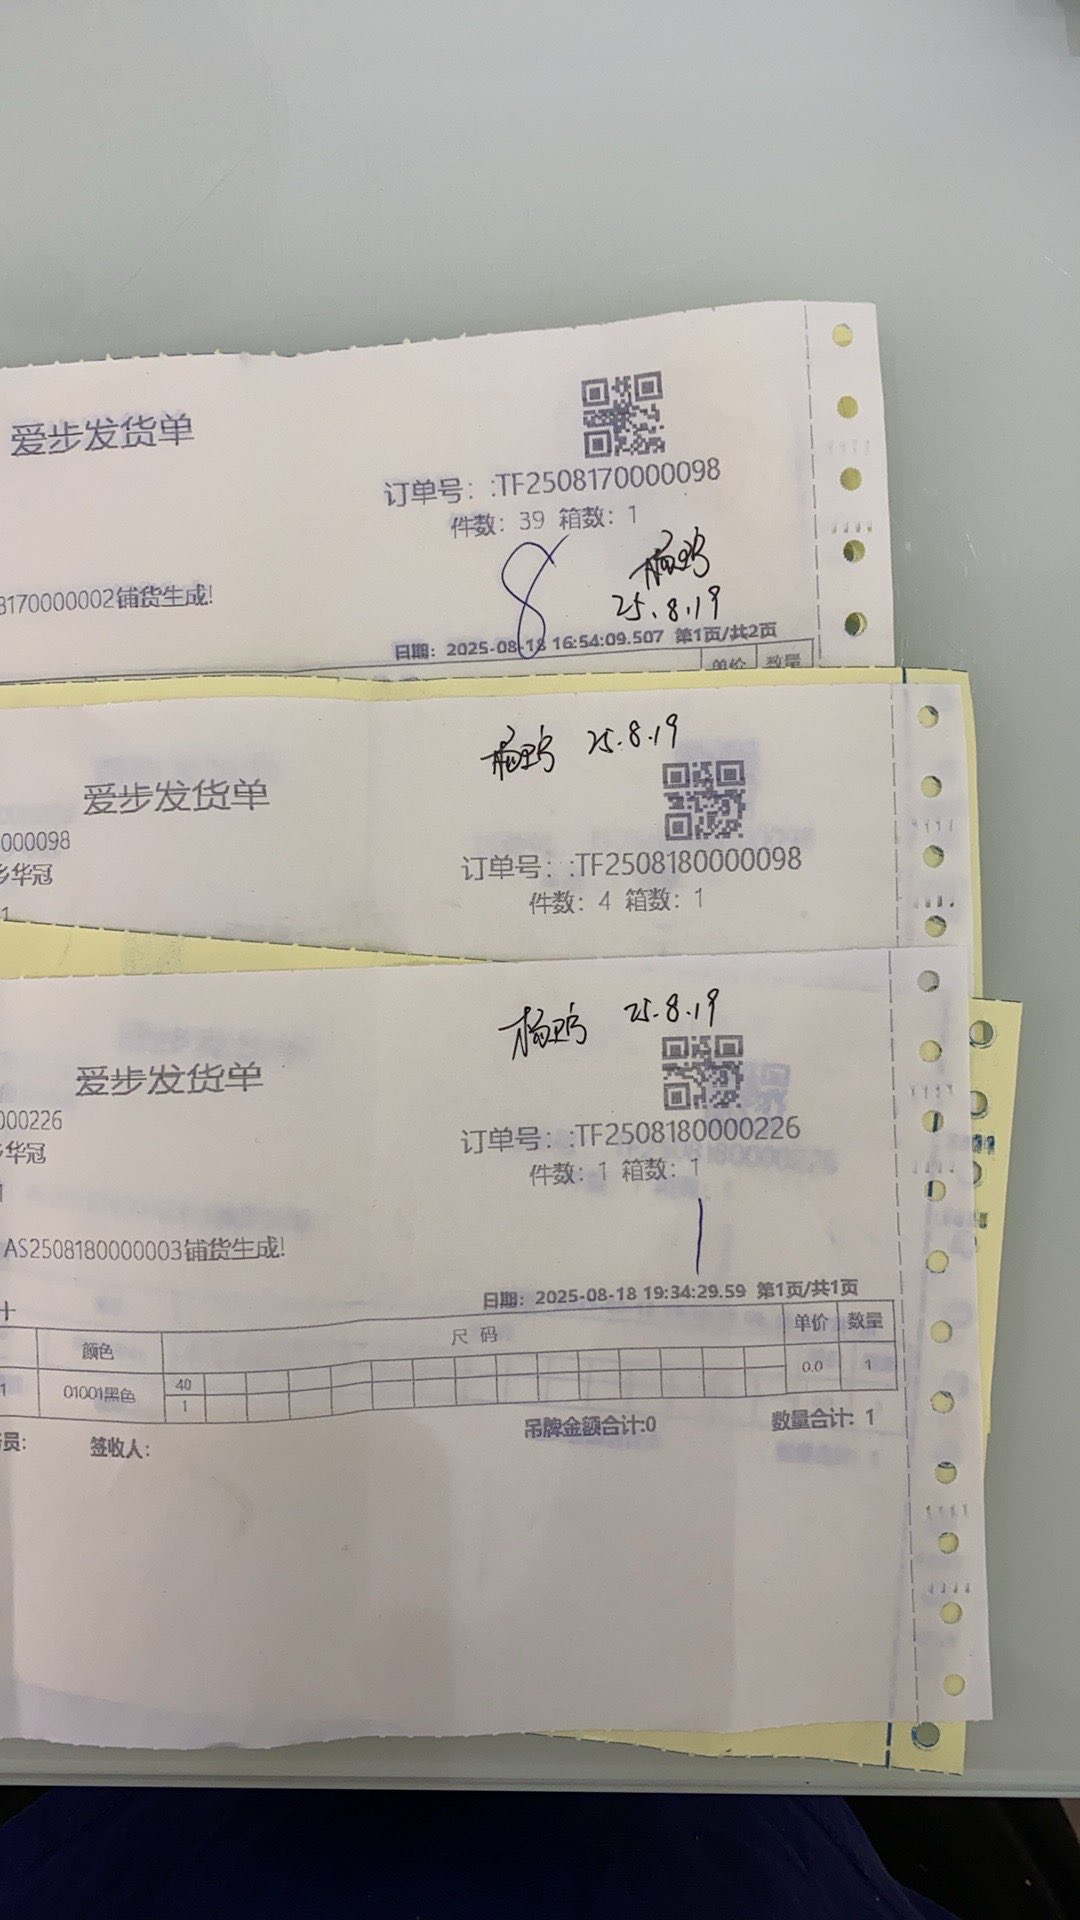 爱步发货单
订单号: :TF2508170000098
件数: 39 箱数: 1
8
25.8.19
8170000002铺货生成!
日期: 2025-08-18 16:54:09.507 第1页/共2页
单价 数量
25.8.19
爱步发货单
000098
乡华冠
订单号: :TF2508180000098
件数: 4 箱数: 1
1
25.8.19
爱步发货单
000226
乡华冠
订单号: :TF2508180000226
件数: 1 箱数: 1
1
AS2508180000003铺货生成!
日期: 2025-08-18 19:34:29.59 第1页/共1页
颜色 尺 码 单价 数量
1 01001黑色 40 0.0 1
1
员: 签收人: 吊牌金额合计:0 数量合计: 1